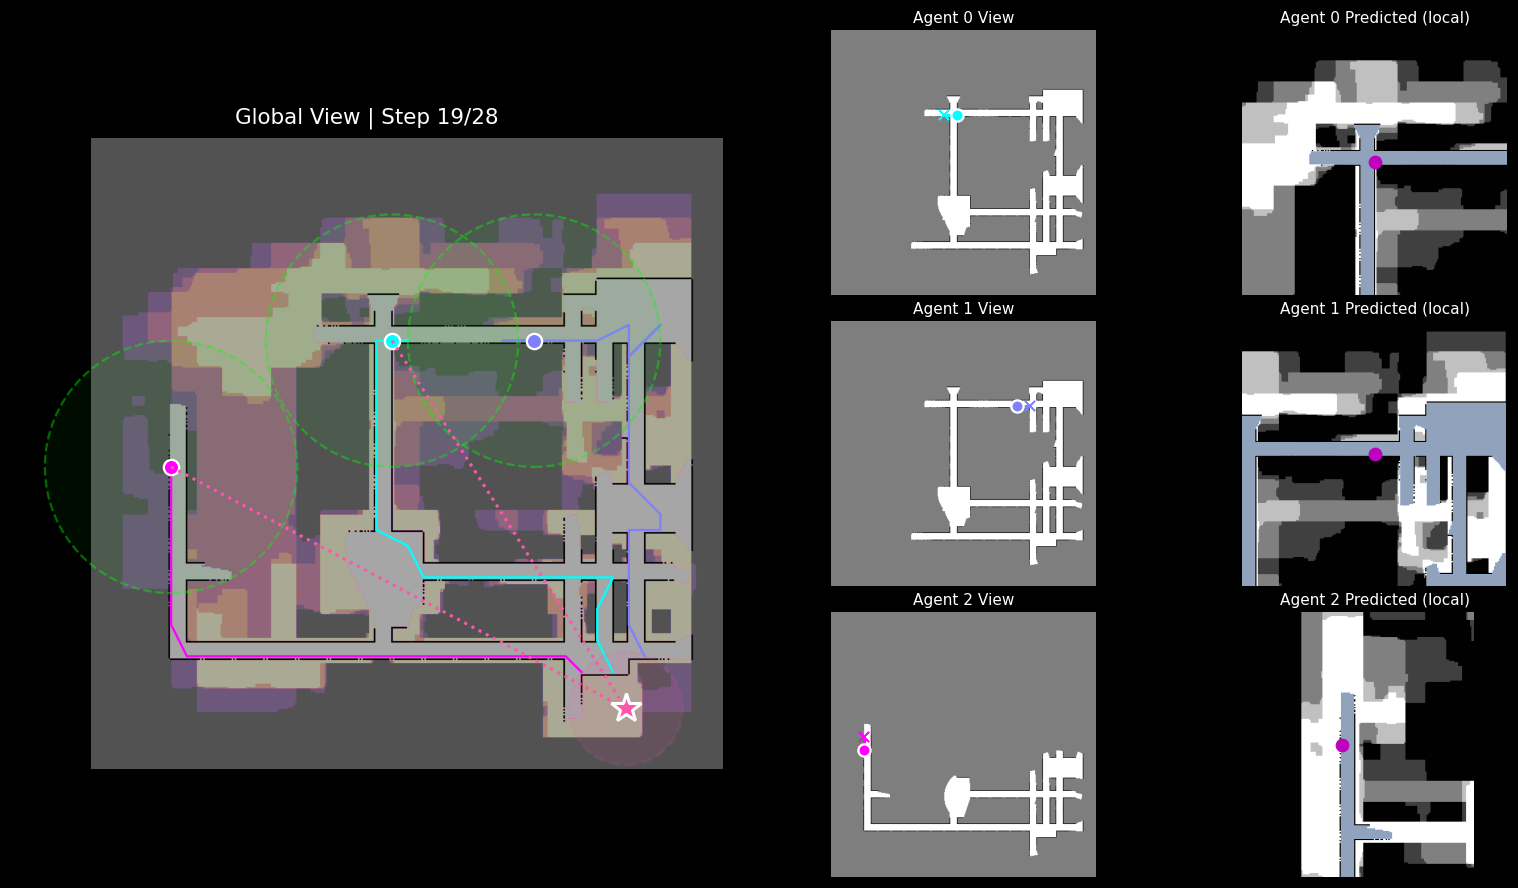 Global View | Step 19/28
Agent 0 View
Agent 0 Predicted (local)
Agent 1 View
Agent 1 Predicted (local)
Agent 2 View
Agent 2 Predicted (local)